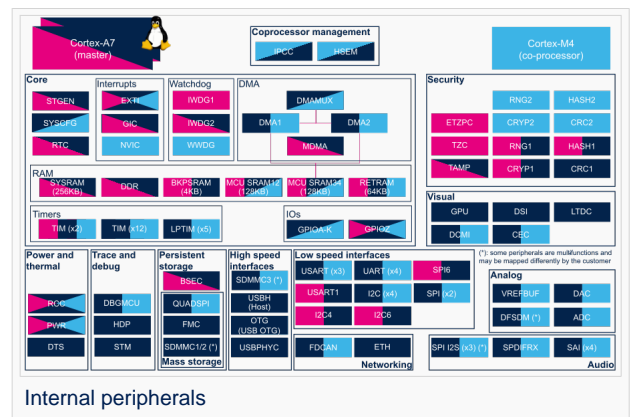 Cortex-A7
(master)
Coprocessor management
IPCC
HSEM
Cortex-M4
(co-processor)
Core
STGEN
SYSCFG
RTC
Interrupts
EXTI
GIC
NVIC
Watchdog
IWDG1
IWDG2
WWDG
DMA
DMAMUX
DMA1
DMA2
MDMA
Security
RNG2
HASH2
ETZPC
CRYP2
CRC2
TZC
RNG1
HASH1
TAMP
CRYP1
CRC1
RAM
SYSRAM
(256KB)
DDR
BKPSRAM
(4KB)
MCU SRAM12
(128KB)
MCU SRAM34
(128KB)
RETRAM
(64KB)
Timers
TIM (x2)
TIM (x12)
LPTIM (x5)
IOs
GPIOA-K
GPIOZ
Visual
GPU
DSI
LTDC
DCMI
CEC
(*): some peripherals are multifunctions and
may be mapped differently by the customer
Power and
thermal
RCC
PWR
DTS
Trace and
debug
DBGMCU
HDP
STM
Persistent
storage
BSEC
QUADSPI
FMC
SDMMC1/2 (*)
Mass storage
High speed
interfaces
SDMMC3 (*)
USBH
(Host)
OTG
(USB OTG)
USBPHYC
Low speed interfaces
USART (x3)
UART (x4)
SPI6
USART1
I2C (x4)
SPI (x2)
I2C4
I2C6
FDCAN
ETH
Networking
Analog
VREFBUF
DAC
DFSDM (*)
ADC
SPI I2S (x3) (*)
SPDIFRX
SAI (x4)
Audio
Internal peripherals